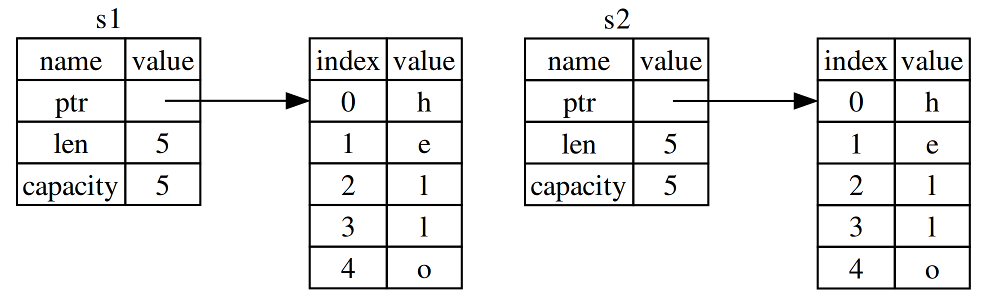 s1 s2
name value index value name value index value
ptr 0 h ptr 0 h
len 5 1 e len 5 1 e
capacity 5 2 l capacity 5 2 l
3 l 3 l
4 o 4 o